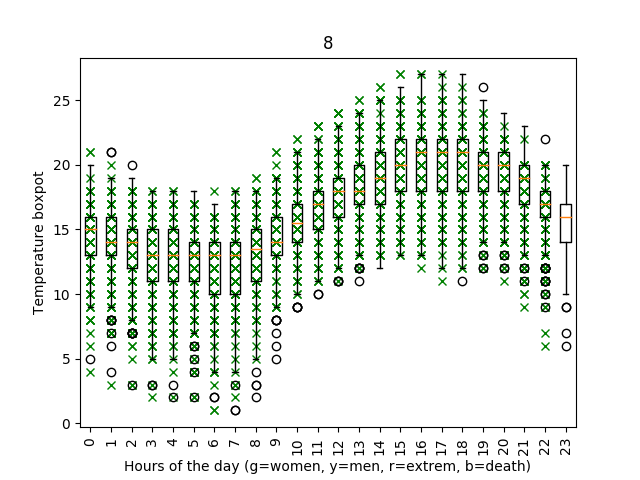 8
Temperature boxpot
25
20
15
10
5
0
0 1 2 3 4 5 6 7 8 9 10 11 12 13 14 15 16 17 18 19 20 21 22 23
Hours of the day (g=women, y=men, r=extrem, b=death)